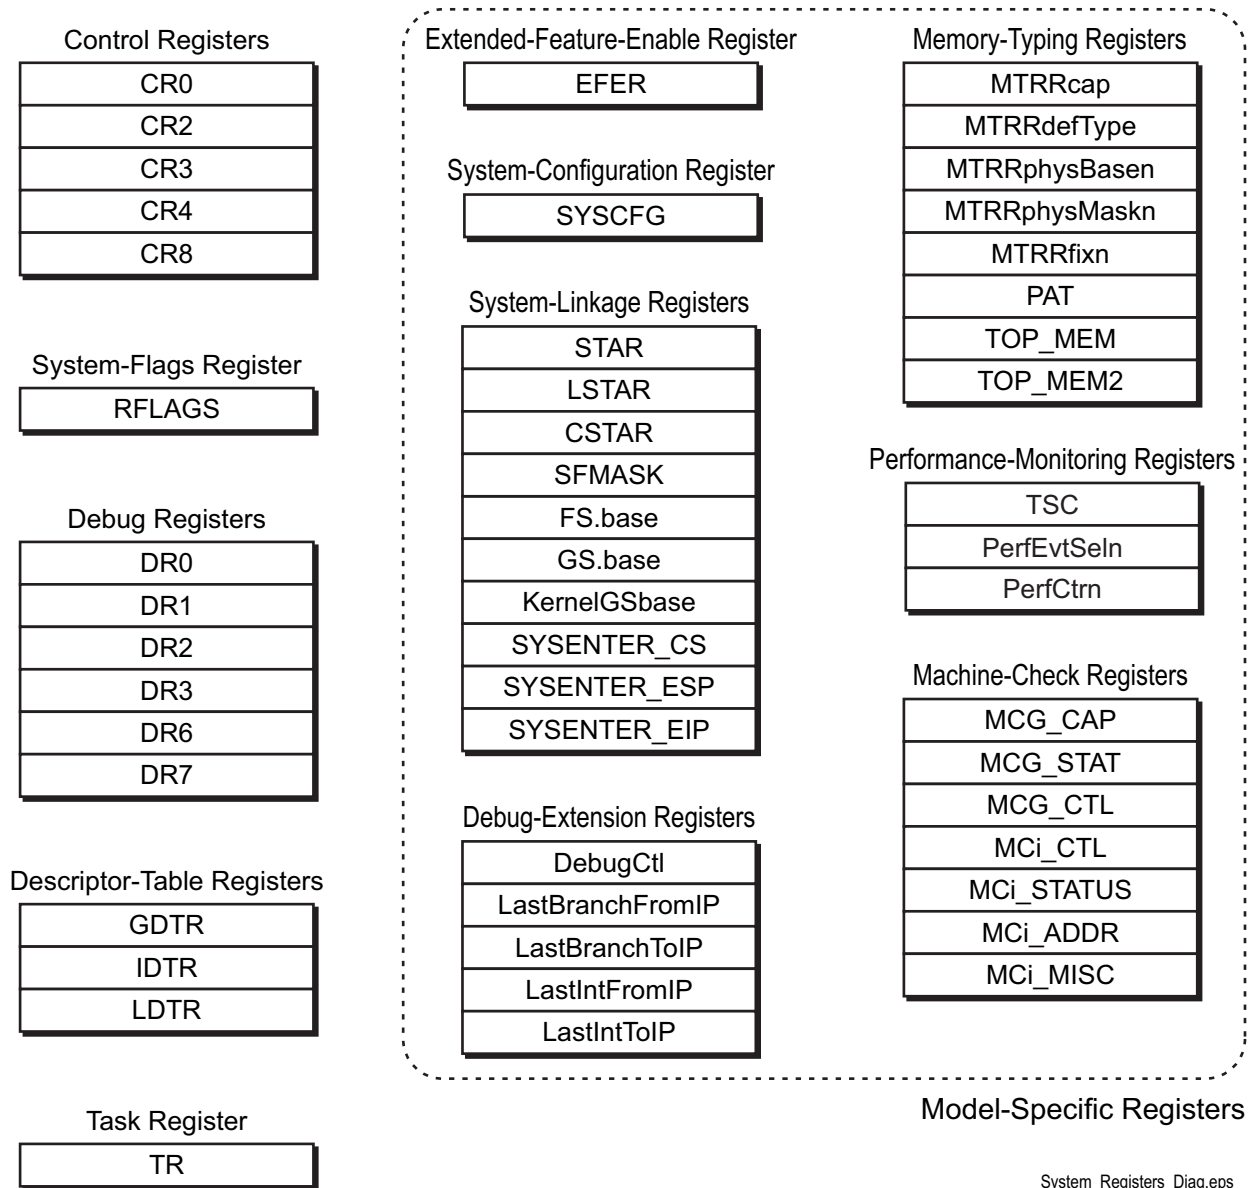 Control Registers
CR0
CR2
CR3
CR4
CR8
System-Flags Register
RFLAGS
Debug Registers
DR0
DR1
DR2
DR3
DR6
DR7
Descriptor-Table Registers
GDTR
IDTR
LDTR
Task Register
TR
Extended-Feature-Enable Register
EFER
System-Configuration Register
SYSCFG
System-Linkage Registers
STAR
LSTAR
CSTAR
SFMASK
FS.base
GS.base
KernelGSbase
SYSENTER_CS
SYSENTER_ESP
SYSENTER_EIP
Debug-Extension Registers
DebugCtl
LastBranchFromIP
LastBranchToIP
LastIntFromIP
LastIntToIP
Memory-Typing Registers
MTRRcap
MTRRdefType
MTRRphysBasen
MTRRphysMaskn
MTRRfixn
PAT
TOP_MEM
TOP_MEM2
Performance-Monitoring Registers
TSC
PerfEvtSeln
PerfCtrn
Machine-Check Registers
MCG_CAP
MCG_STAT
MCG_CTL
MCi_CTL
MCi_STATUS
MCi_ADDR
MCi_MISC
Model-Specific Registers
System_Registers_Diag.eps